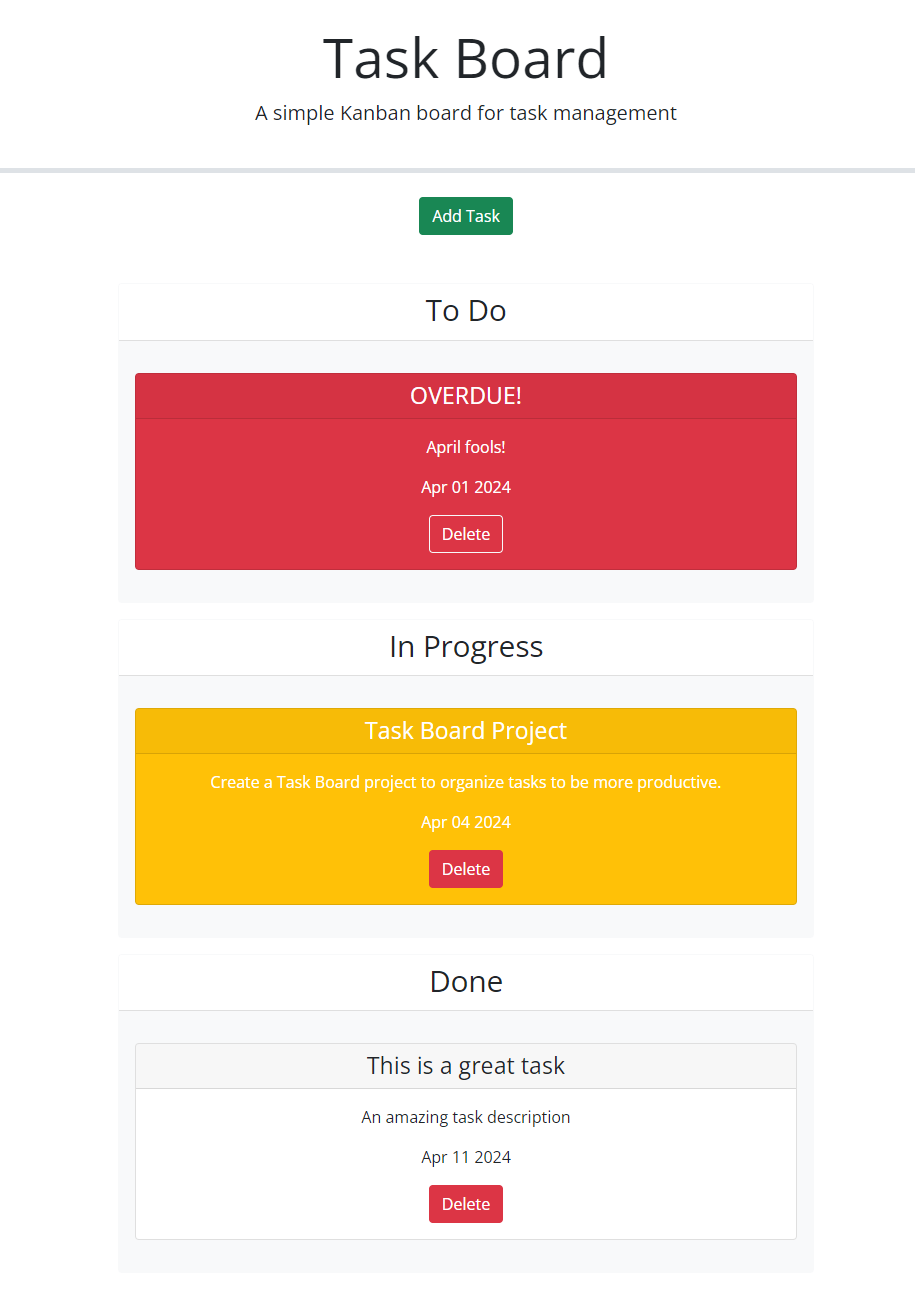 Task Board
A simple Kanban board for task management
Add Task
To Do
OVERDUE!
April fools!
Apr 01 2024
Delete
In Progress
Task Board Project
Create a Task Board project to organize tasks to be more productive.
Apr 04 2024
Delete
Done
This is a great task
An amazing task description
Apr 11 2024
Delete